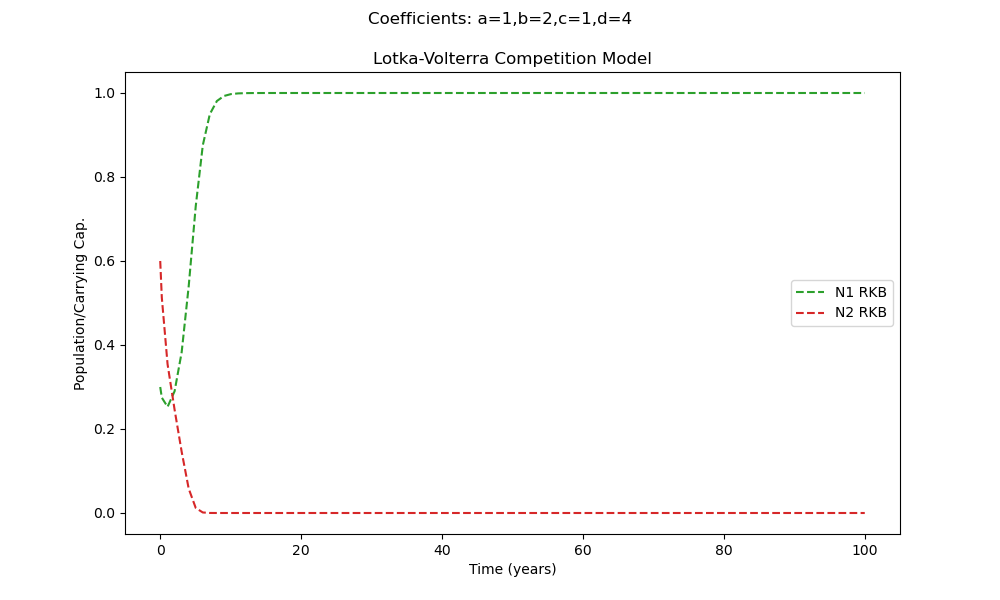 Coefficients: a=1,b=2,c=1,d=4
Lotka-Volterra Competition Model
Population/Carrying Cap.
1.0
0.8
0.6
0.4
0.2
0.0
N1 RKB
N2 RKB
0 20 40 60 80 100
Time (years)